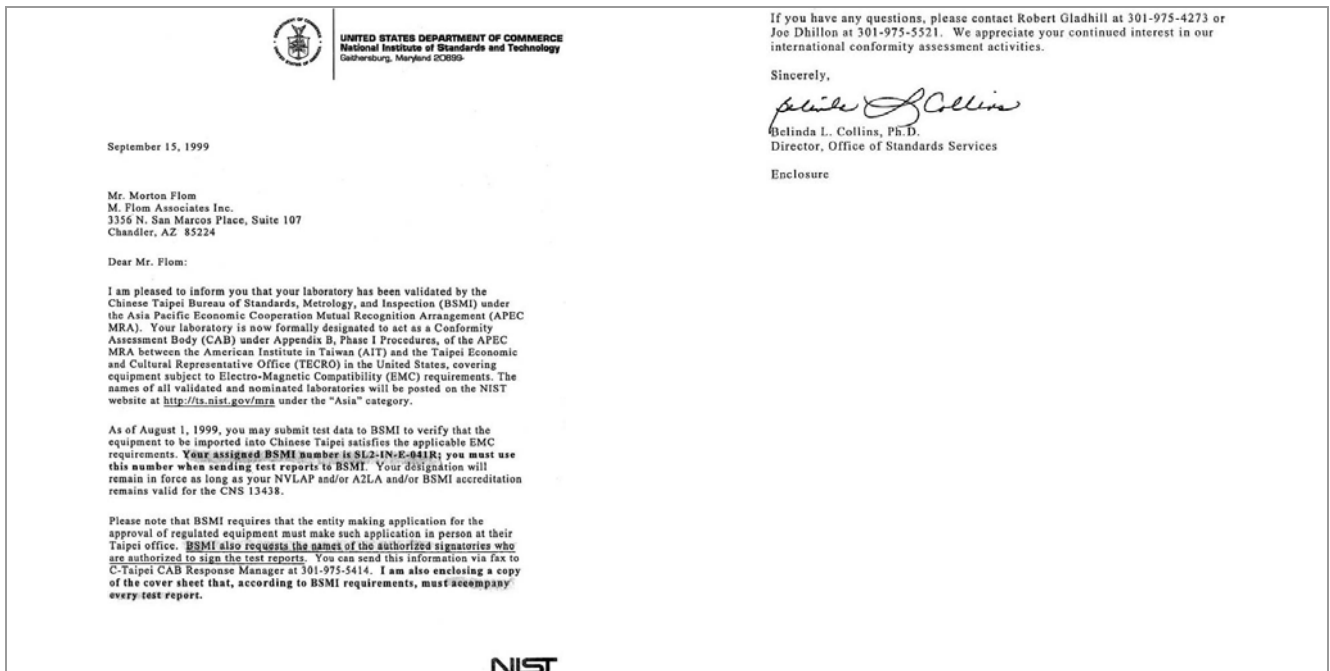 UNITED STATES DEPARTMENT OF COMMERCE
National Institute of Standards and Technology
Gaithersburg, Maryland 20899-
September 15, 1999
Mr. Morton Flom
M. Flom Associates Inc.
3356 N. San Marcos Place, Suite 107
Chandler, AZ 85224
Dear Mr. Flom:
I am pleased to inform you that your laboratory has been validated by the
Chinese Taipei Bureau of Standards, Metrology, and Inspection (BSMI) under
the Asia Pacific Economic Cooperation Mutual Recognition Arrangement (APEC
MRA). Your laboratory is now formally designated to act as a Conformity
Assessment Body (CAB) under Appendix B, Phase I Procedures, of the APEC
MRA between the American Institute in Taiwan (AIT) and the Taipei Economic
and Cultural Representative Office (TECRO) in the United States, covering
equipment subject to Electro-Magnetic Compatibility (EMC) requirements. The
names of all validated and nominated laboratories will be posted on the NIST
website at http://ts.nist.gov/mra under the "Asia" category.
As of August 1, 1999, you may submit test data to BSMI to verify that the
equipment to be imported into Chinese Taipei satisfies the applicable EMC
requirements. Your assigned BSMI number is SL2-IN-E-041R; you must use
this number when sending test reports to BSMI. Your designation will
remain in force as long as your NVLAP and/or A2LA and/or BSMI accreditation
remains valid for the CNS 13438.
Please note that BSMI requires that the entity making application for the
approval of regulated equipment must make such application in person at their
Taipei office. BSMI also requests the names of the authorized signatories who
are authorized to sign the test reports. You can send this information via fax to
C-Taipei CAB Response Manager at 301-975-5414. I am also enclosing a copy
of the cover sheet that, according to BSMI requirements, must accompany
every test report.
NIST
If you have any questions, please contact Robert Gladhill at 301-975-4273 or
Joe Dhillon at 301-975-5521. We appreciate your continued interest in our
international conformity assessment activities.
Sincerely,
Belinda L Collins
Belinda L. Collins, Ph.D.
Director, Office of Standards Services
Enclosure